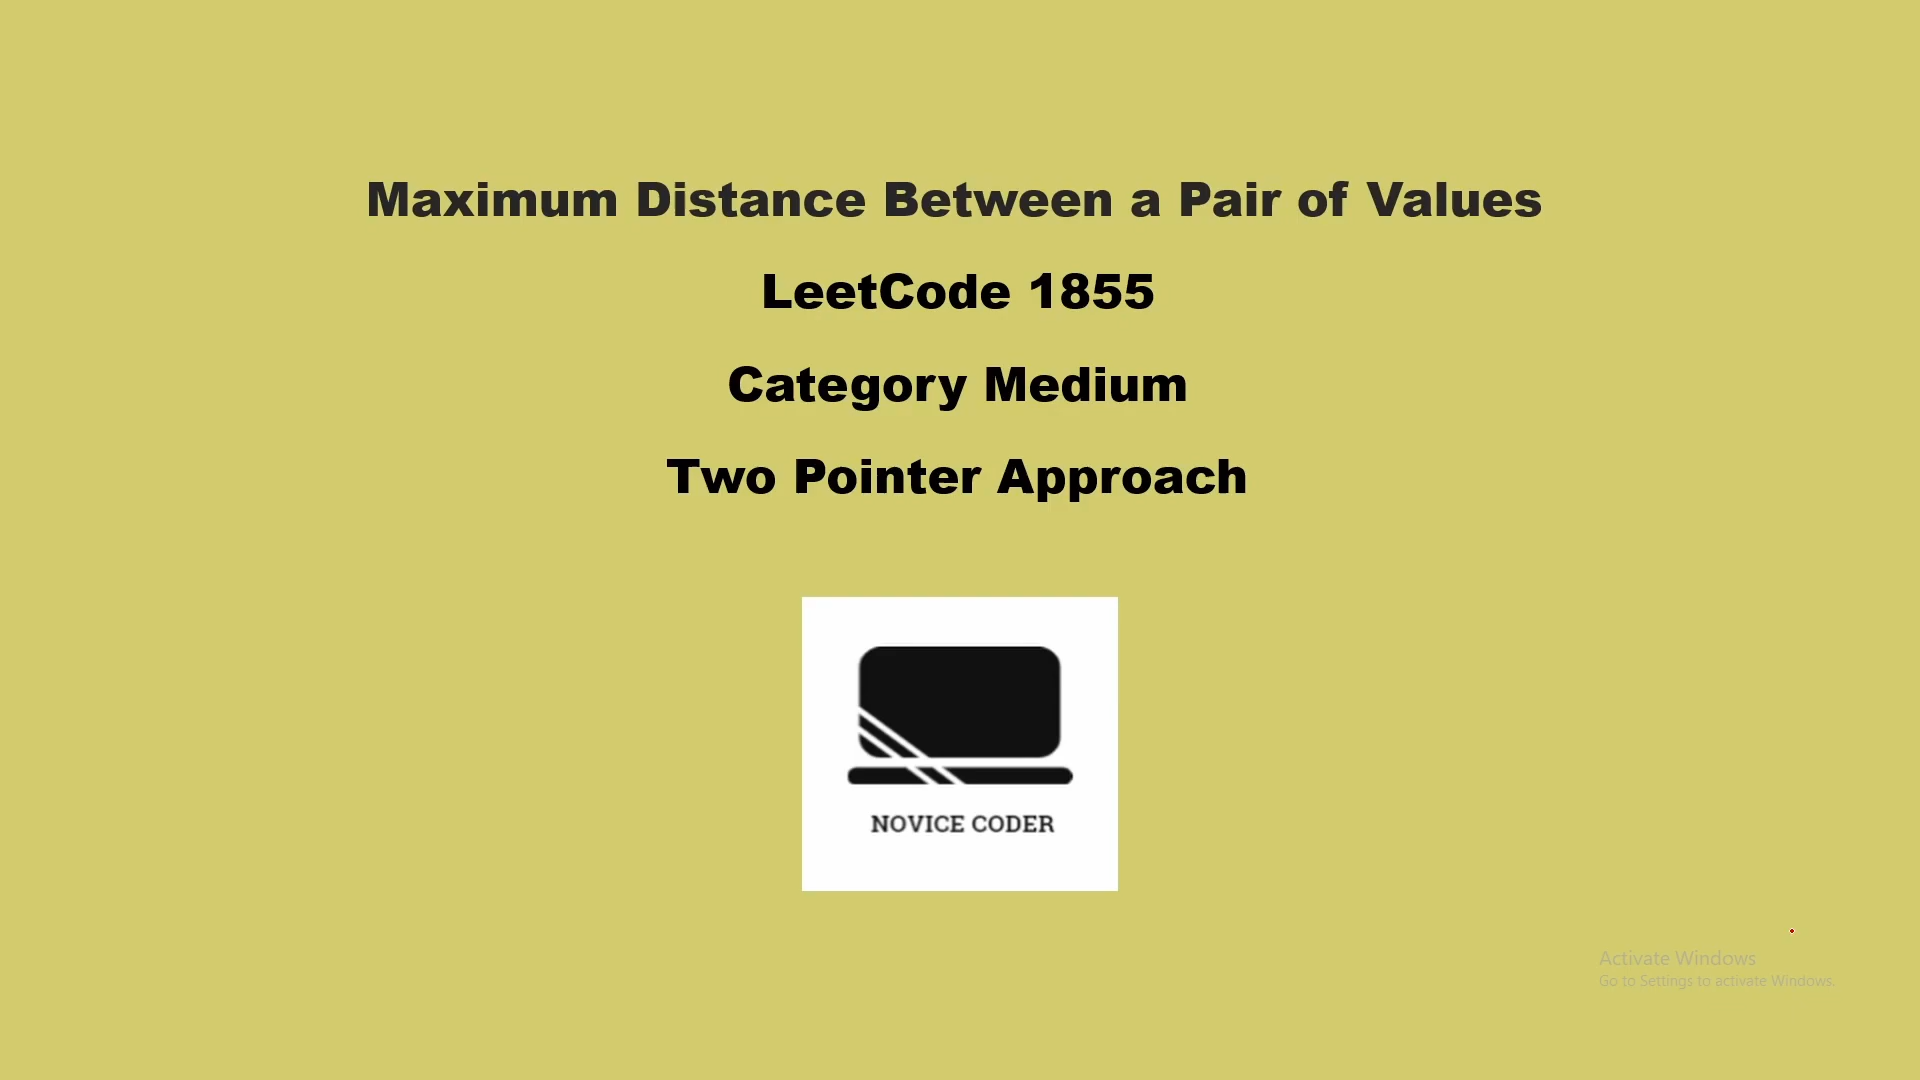 Maximum Distance Between a Pair of Values
LeetCode 1855
Category Medium
Two Pointer Approach
NOVICE CODER
Activate Windows
Go to Settings to activate Windows.